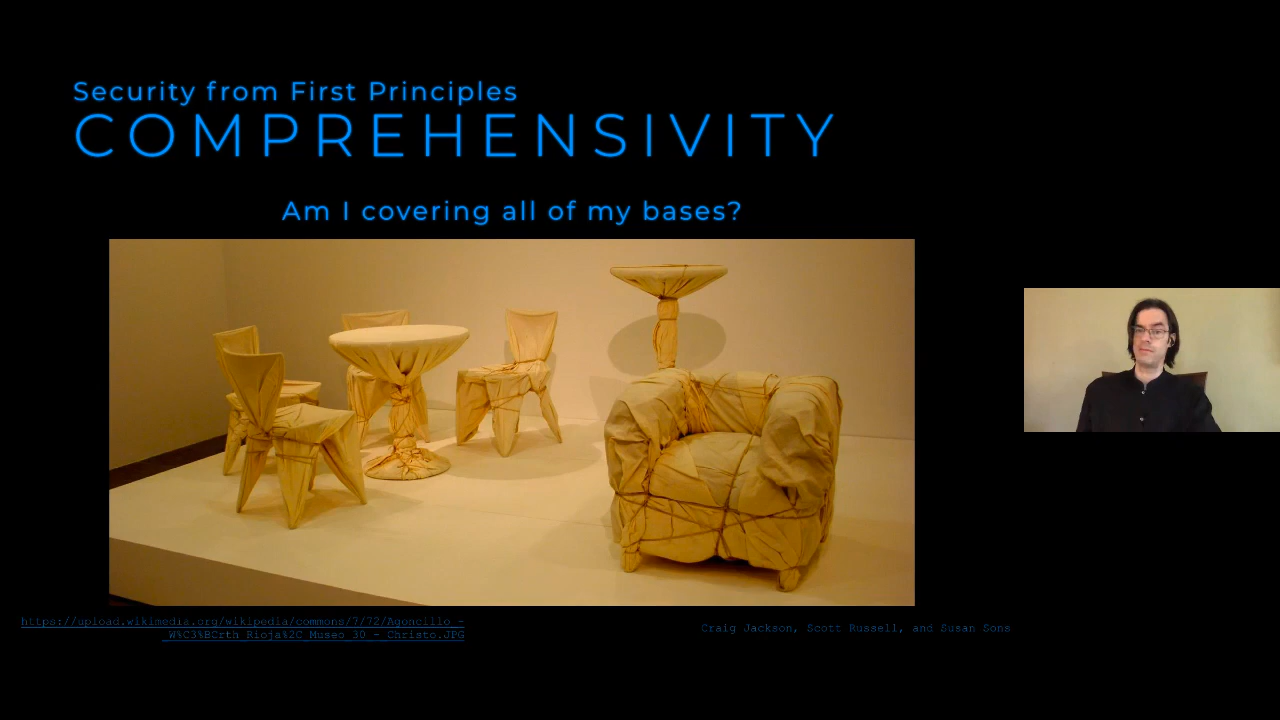 Security from First Principles
COMPREHENSIVITY
Am I covering all of my bases?
https://upload.wikimedia.org/wikipedia/commons/7/72/Agoncillo_-
_W%C3%BCrth_Rioja%2C_Museo_30_-_Christo.JPG
Craig Jackson, Scott Russell, and Susan Sons